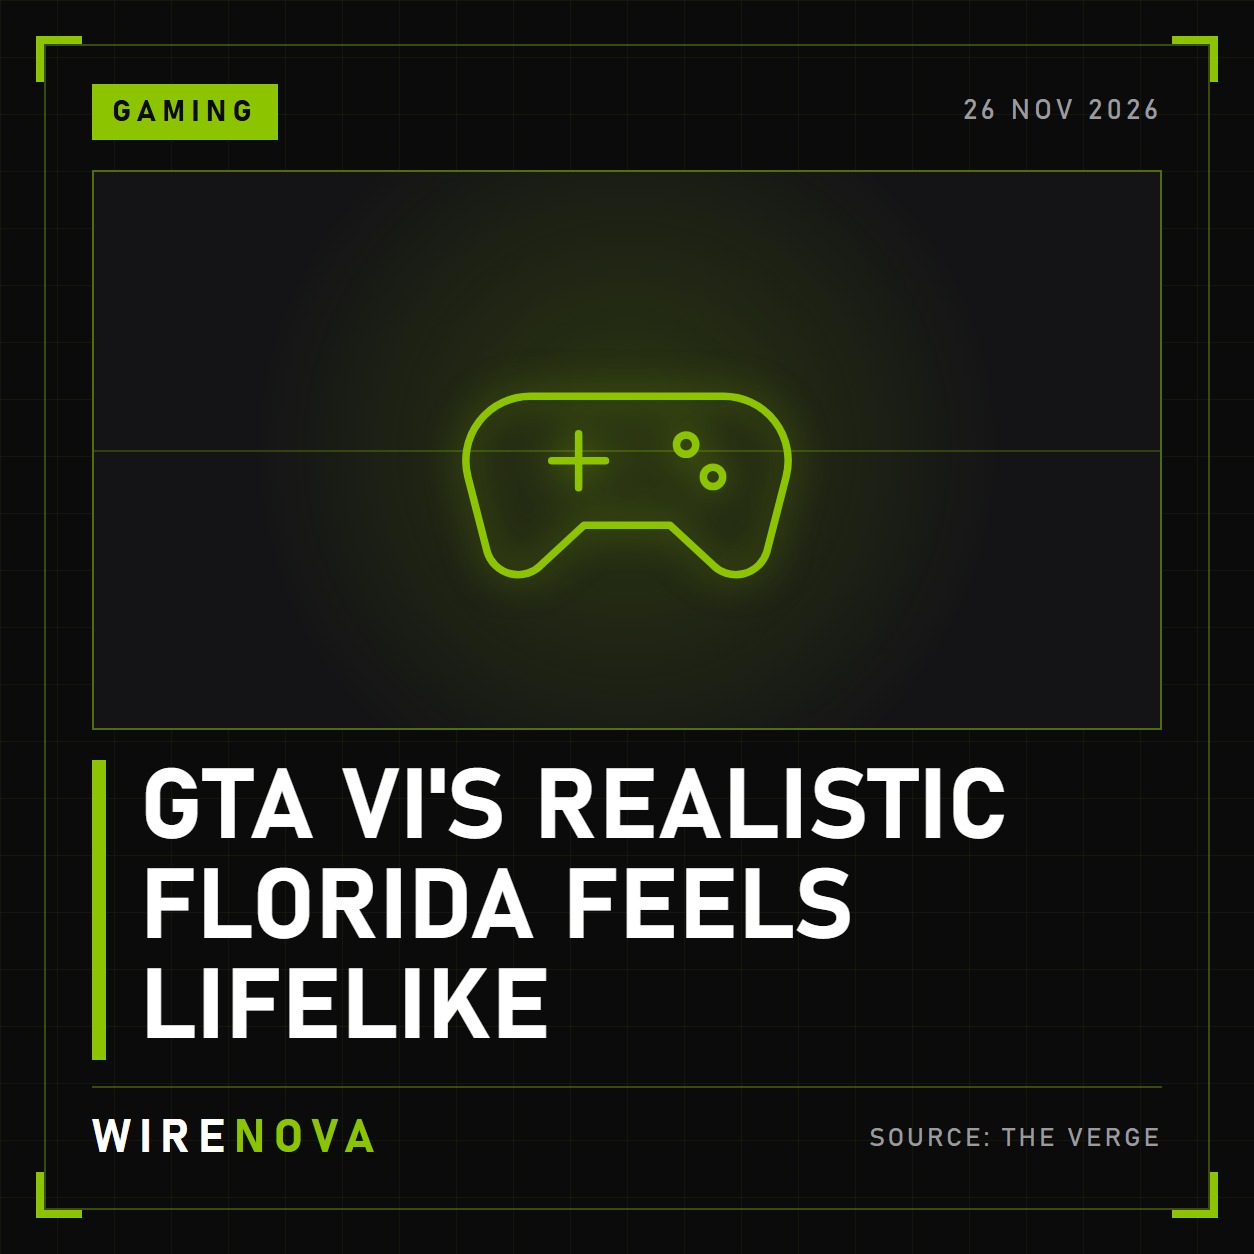 GAMING
26 NOV 2026
GTA VI'S REALISTIC
FLORIDA FEELS
LIFELIKE
WIRENOVA
SOURCE: THE VERGE